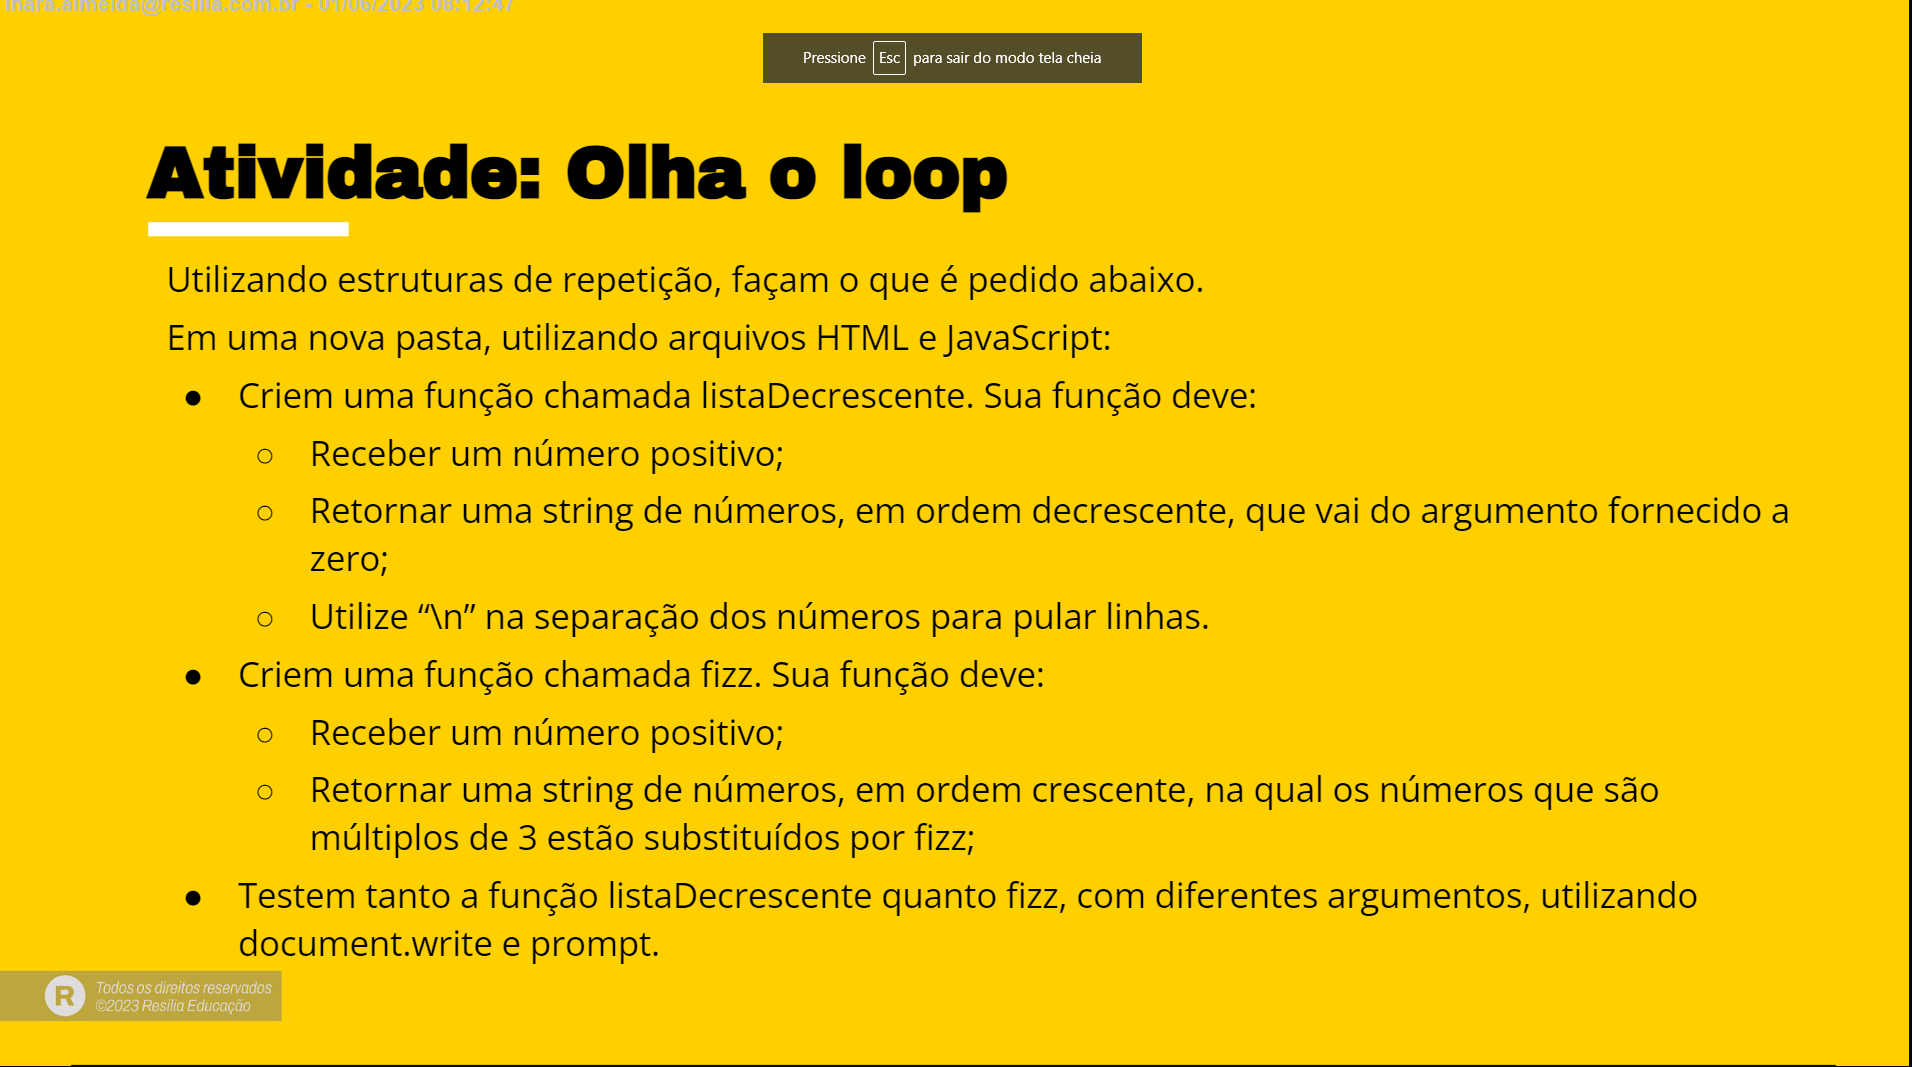 lhara.almeida@resilia.com.br - 01/06/2023 08:12:47
Pressione Esc para sair do modo tela cheia
Atividade: Olha o loop
Utilizando estruturas de repetição, façam o que é pedido abaixo.
Em uma nova pasta, utilizando arquivos HTML e JavaScript:
● Criem uma função chamada listaDecrescente. Sua função deve:
○ Receber um número positivo;
○ Retornar uma string de números, em ordem decrescente, que vai do argumento fornecido a
zero;
○ Utilize “\n” na separação dos números para pular linhas.
● Criem uma função chamada fizz. Sua função deve:
○ Receber um número positivo;
○ Retornar uma string de números, em ordem crescente, na qual os números que são
múltiplos de 3 estão substituídos por fizz;
● Testem tanto a função listaDecrescente quanto fizz, com diferentes argumentos, utilizando
document.write e prompt.
R
Todos os direitos reservados
©2023 Resilia Educação